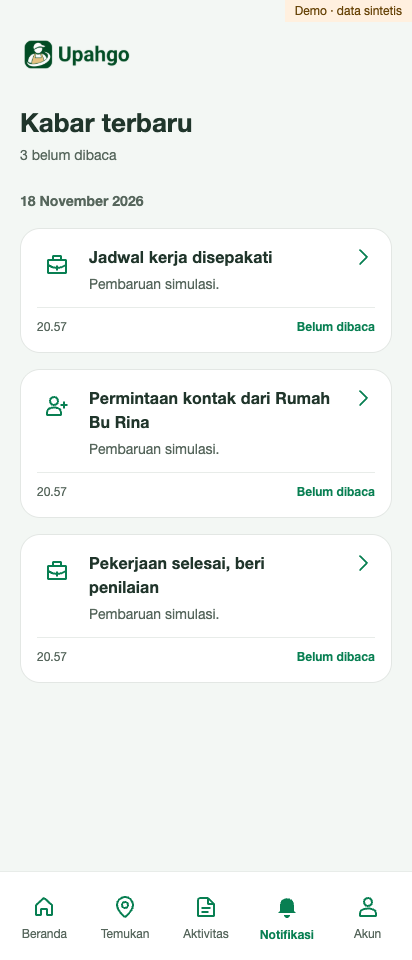 Demo · data sintetis
Upahgo
Kabar terbaru
3 belum dibaca
18 November 2026
Jadwal kerja disepakati
Pembaruan simulasi.
20.57
Belum dibaca
Permintaan kontak dari Rumah
Bu Rina
Pembaruan simulasi.
20.57
Belum dibaca
Pekerjaan selesai, beri
penilaian
Pembaruan simulasi.
20.57
Belum dibaca
Beranda
Temukan
Aktivitas
Notifikasi
Akun